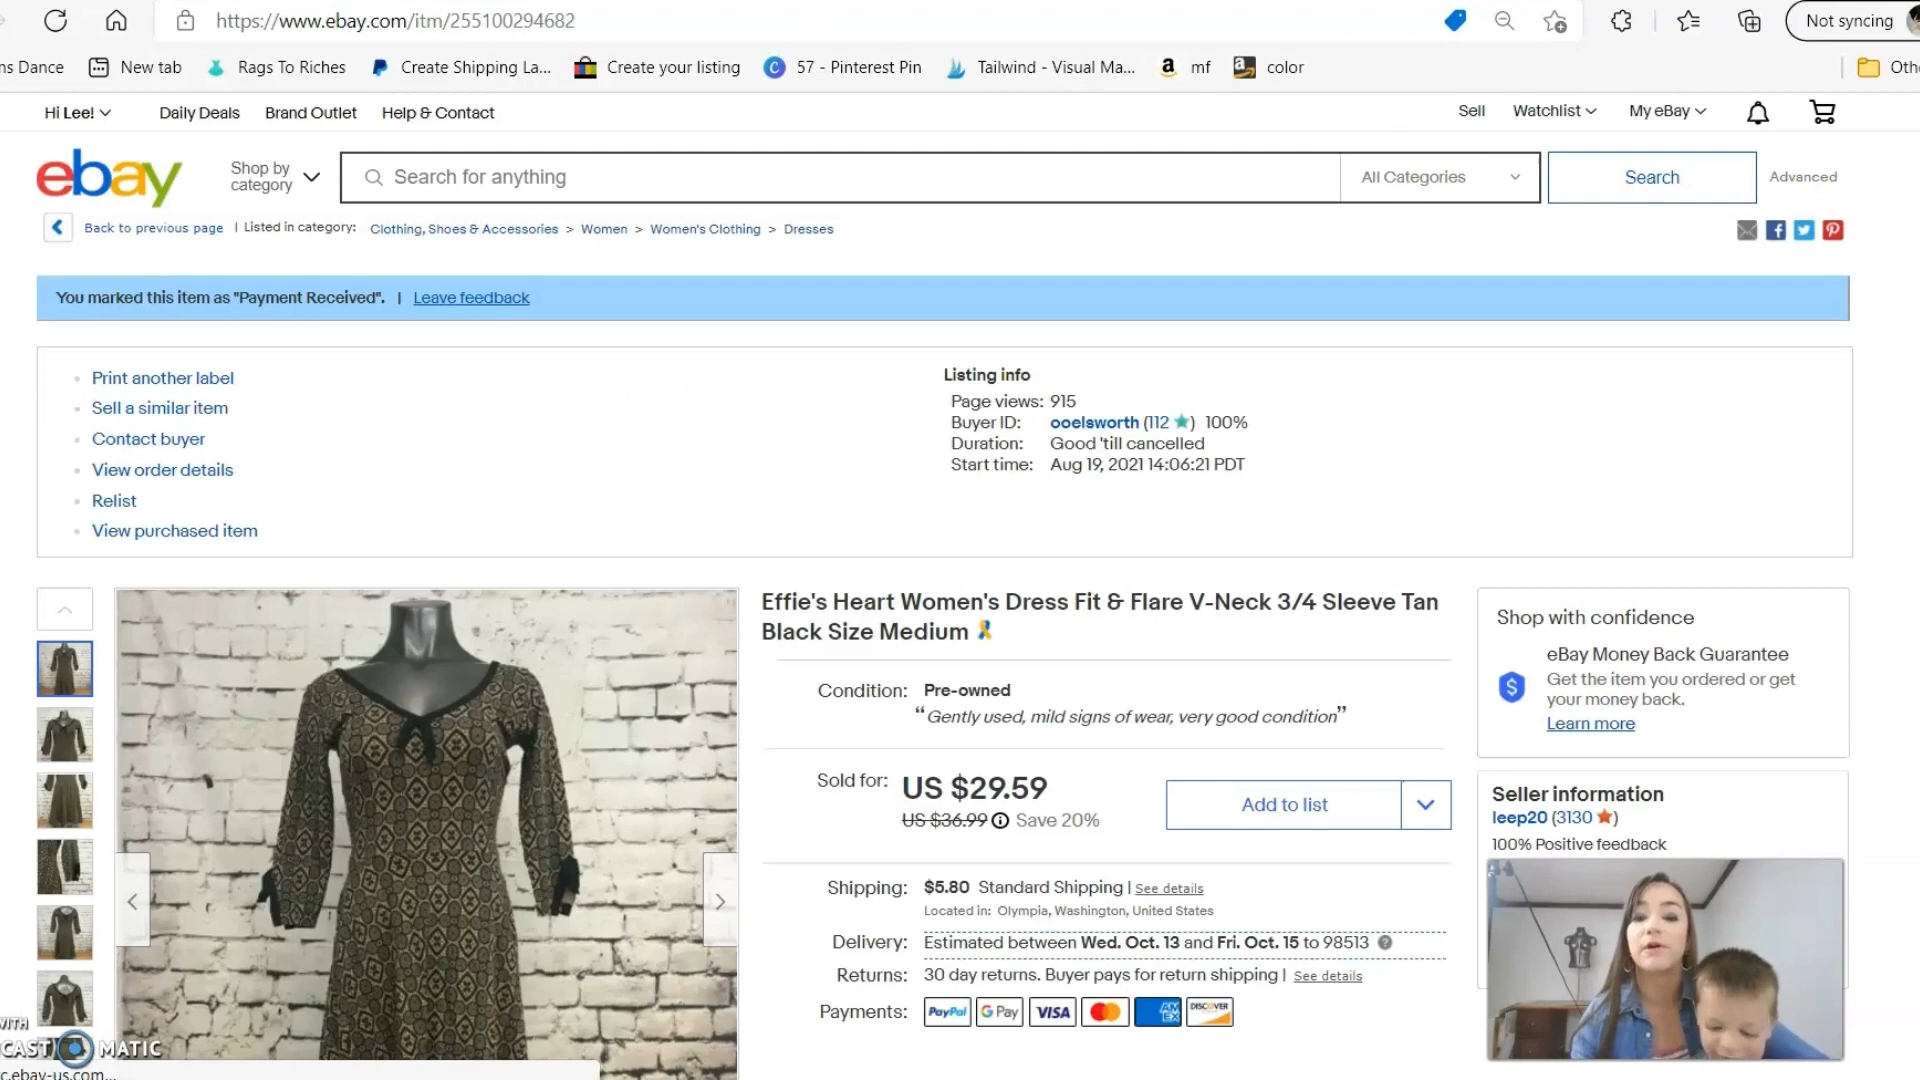 https://www.ebay.com/itm/255100294682
Not syncing
ns Dance
New tab
Rags To Riches
Create Shipping La...
Create your listing
57 - Pinterest Pin
Tailwind - Visual Ma...
mf
color
Othe
Hi Lee!
Daily Deals
Brand Outlet
Help & Contact
Sell
Watchlist
My eBay
ebay
Shop by
category
Search for anything
All Categories
Search
Advanced
Back to previous page | Listed in category: Clothing, Shoes & Accessories > Women > Women's Clothing > Dresses
You marked this item as "Payment Received". | Leave feedback
Print another label
Sell a similar item
Contact buyer
View order details
Relist
View purchased item
Listing info
Page views: 915
Buyer ID: ooelsworth (112 ★) 100%
Duration: Good 'till cancelled
Start time: Aug 19, 2021 14:06:21 PDT
Effie's Heart Women's Dress Fit & Flare V-Neck 3/4 Sleeve Tan
Black Size Medium
Condition: Pre-owned
“Gently used, mild signs of wear, very good condition”
Sold for: US $29.59
US $36.99 Save 20%
Add to list
Shipping: $5.80 Standard Shipping | See details
Located in: Olympia, Washington, United States
Delivery: Estimated between Wed. Oct. 13 and Fri. Oct. 15 to 98513
Returns: 30 day returns. Buyer pays for return shipping | See details
Payments: PayPal G Pay VISA AMEX DISCOVER
Shop with confidence
eBay Money Back Guarantee
Get the item you ordered or get
your money back.
Learn more
Seller information
leep20 (3130 ★)
100% Positive feedback
WITH
CAST MATIC
c.ebay-us.com...